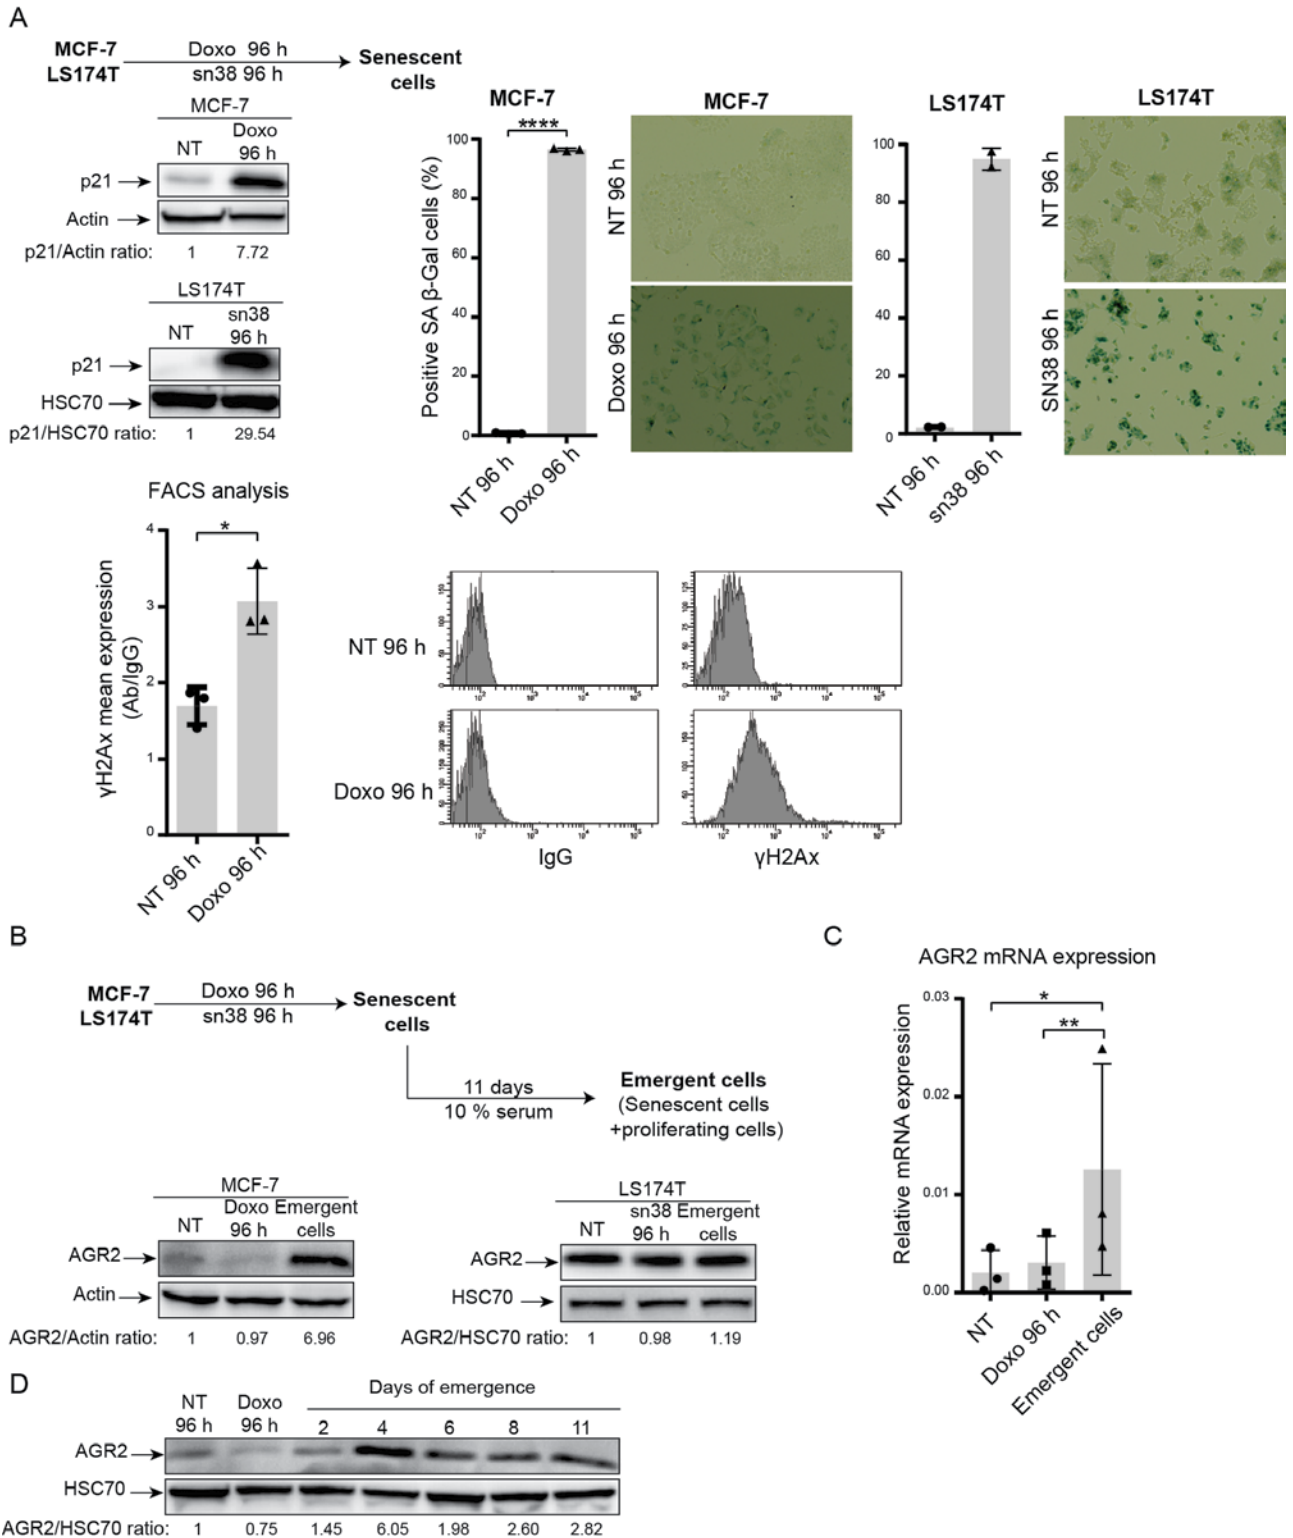 A
MCF-7
LS174T
Doxo 96 h
sn38 96 h
Senescent
cells
MCF-7
NT
Doxo
96 h
p21
Actin
p21/Actin ratio:
1
7.72
LS174T
NT
sn38
96 h
p21
HSC70
p21/HSC70 ratio:
1
29.54
MCF-7
****
Positive SA β-Gal cells (%)
100
80
60
40
20
0
NT 96 h
Doxo 96 h
MCF-7
NT 96 h
Doxo 96 h
LS174T
100
80
60
40
20
0
NT 96 h
sn38 96 h
LS174T
NT 96 h
SN38 96 h
FACS analysis
*
γH2Ax mean expression
(Ab/IgG)
4
3
2
1
0
NT 96 h
Doxo 96 h
NT 96 h
Doxo 96 h
IgG
γH2Ax
B
MCF-7
LS174T
Doxo 96 h
sn38 96 h
Senescent
cells
11 days
10 % serum
Emergent cells
(Senescent cells
+proliferating cells)
MCF-7
NT
Doxo
96 h
Emergent
cells
AGR2
Actin
AGR2/Actin ratio:
1
0.97
6.96
LS174T
NT
sn38
96 h
Emergent
cells
AGR2
HSC70
AGR2/HSC70 ratio:
1
0.98
1.19
C
AGR2 mRNA expression
*
**
Relative mRNA expression
0.03
0.02
0.01
0.00
NT
Doxo 96 h
Emergent cells
D
NT
96 h
Doxo
96 h
Days of emergence
2 4 6 8 11
AGR2
HSC70
AGR2/HSC70 ratio:
1 0.75 1.45 6.05 1.98 2.60 2.82